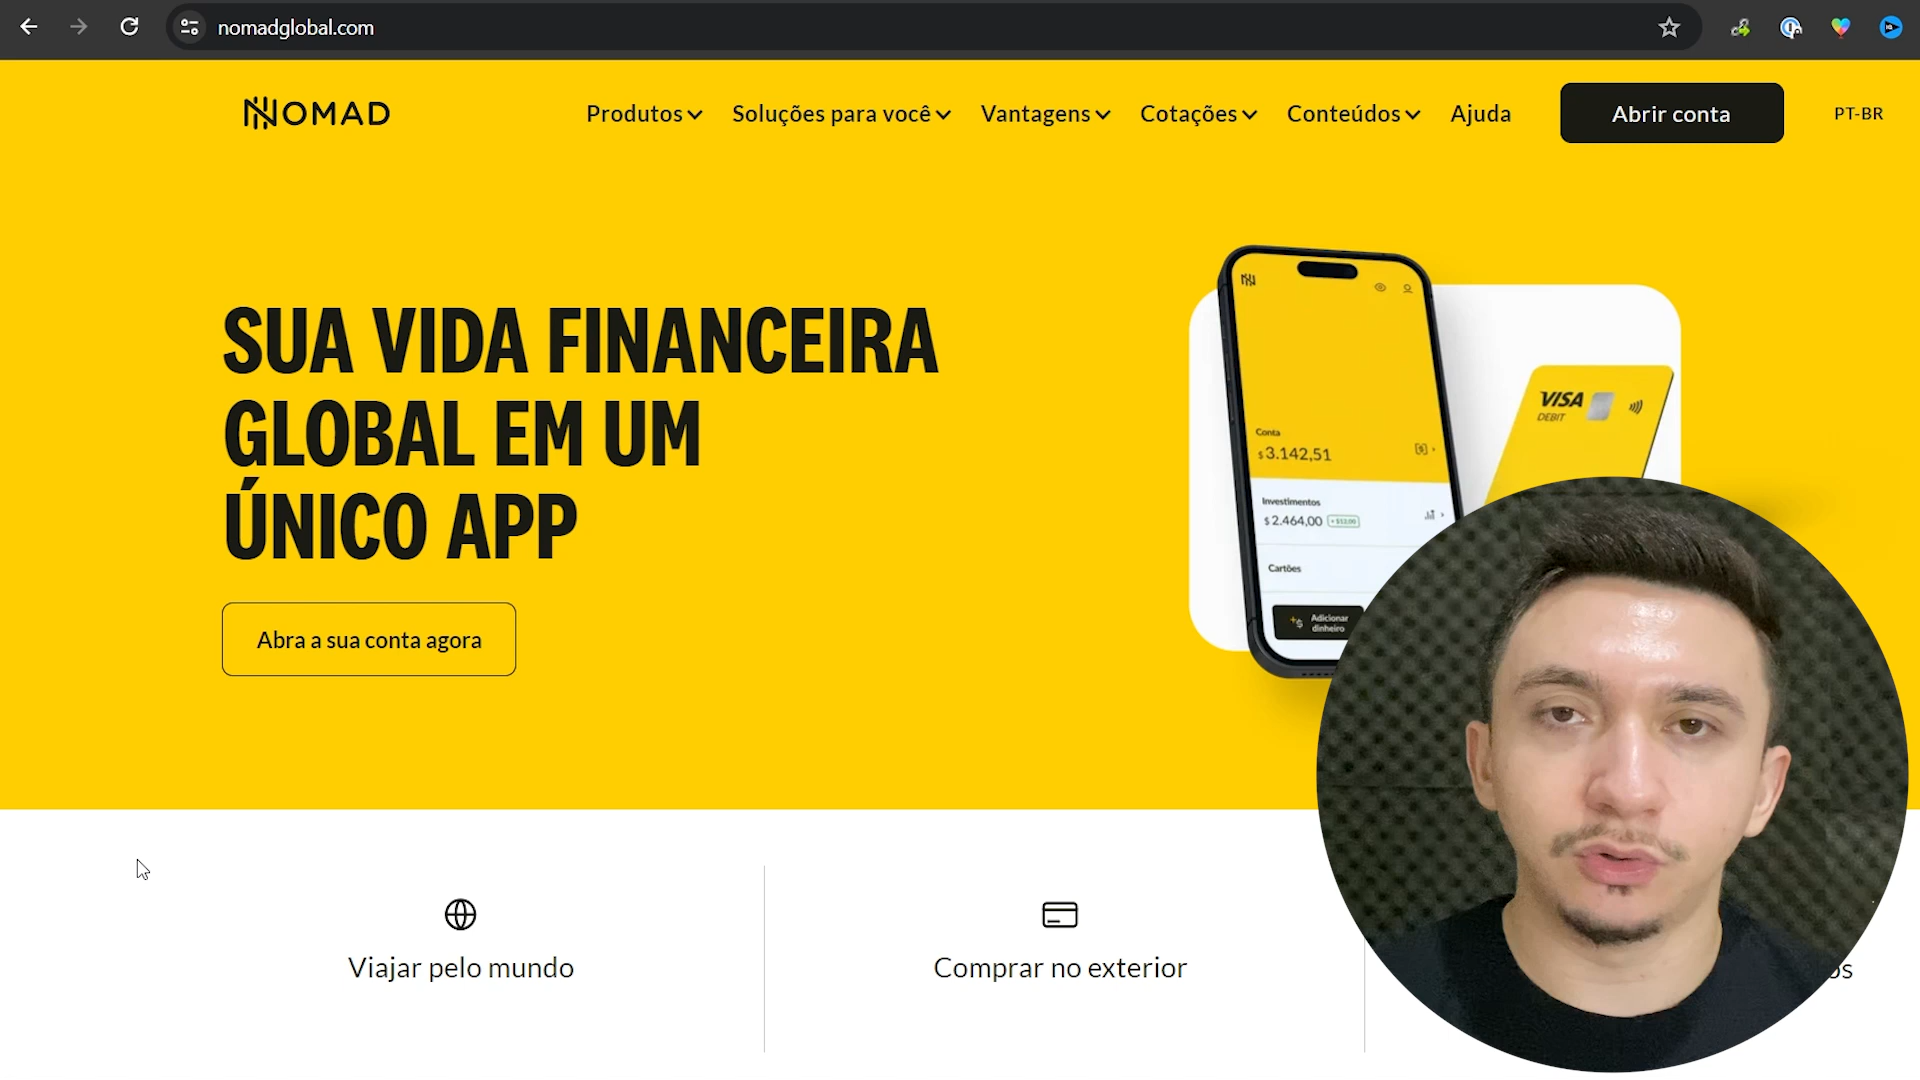 nomadglobal.com
NOMAD
Produtos
Soluções para você
Vantagens
Cotações
Conteúdos
Ajuda
Abrir conta
PT-BR
SUA VIDA FINANCEIRA
GLOBAL EM UM
ÚNICO APP
Abra a sua conta agora
Conta
$ 3.142,51
Investimentos
$ 2.464,00
+ $12,00
Cartões
Adicionar
dinheiro
VISA
DEBIT
Viajar pelo mundo
Comprar no exterior